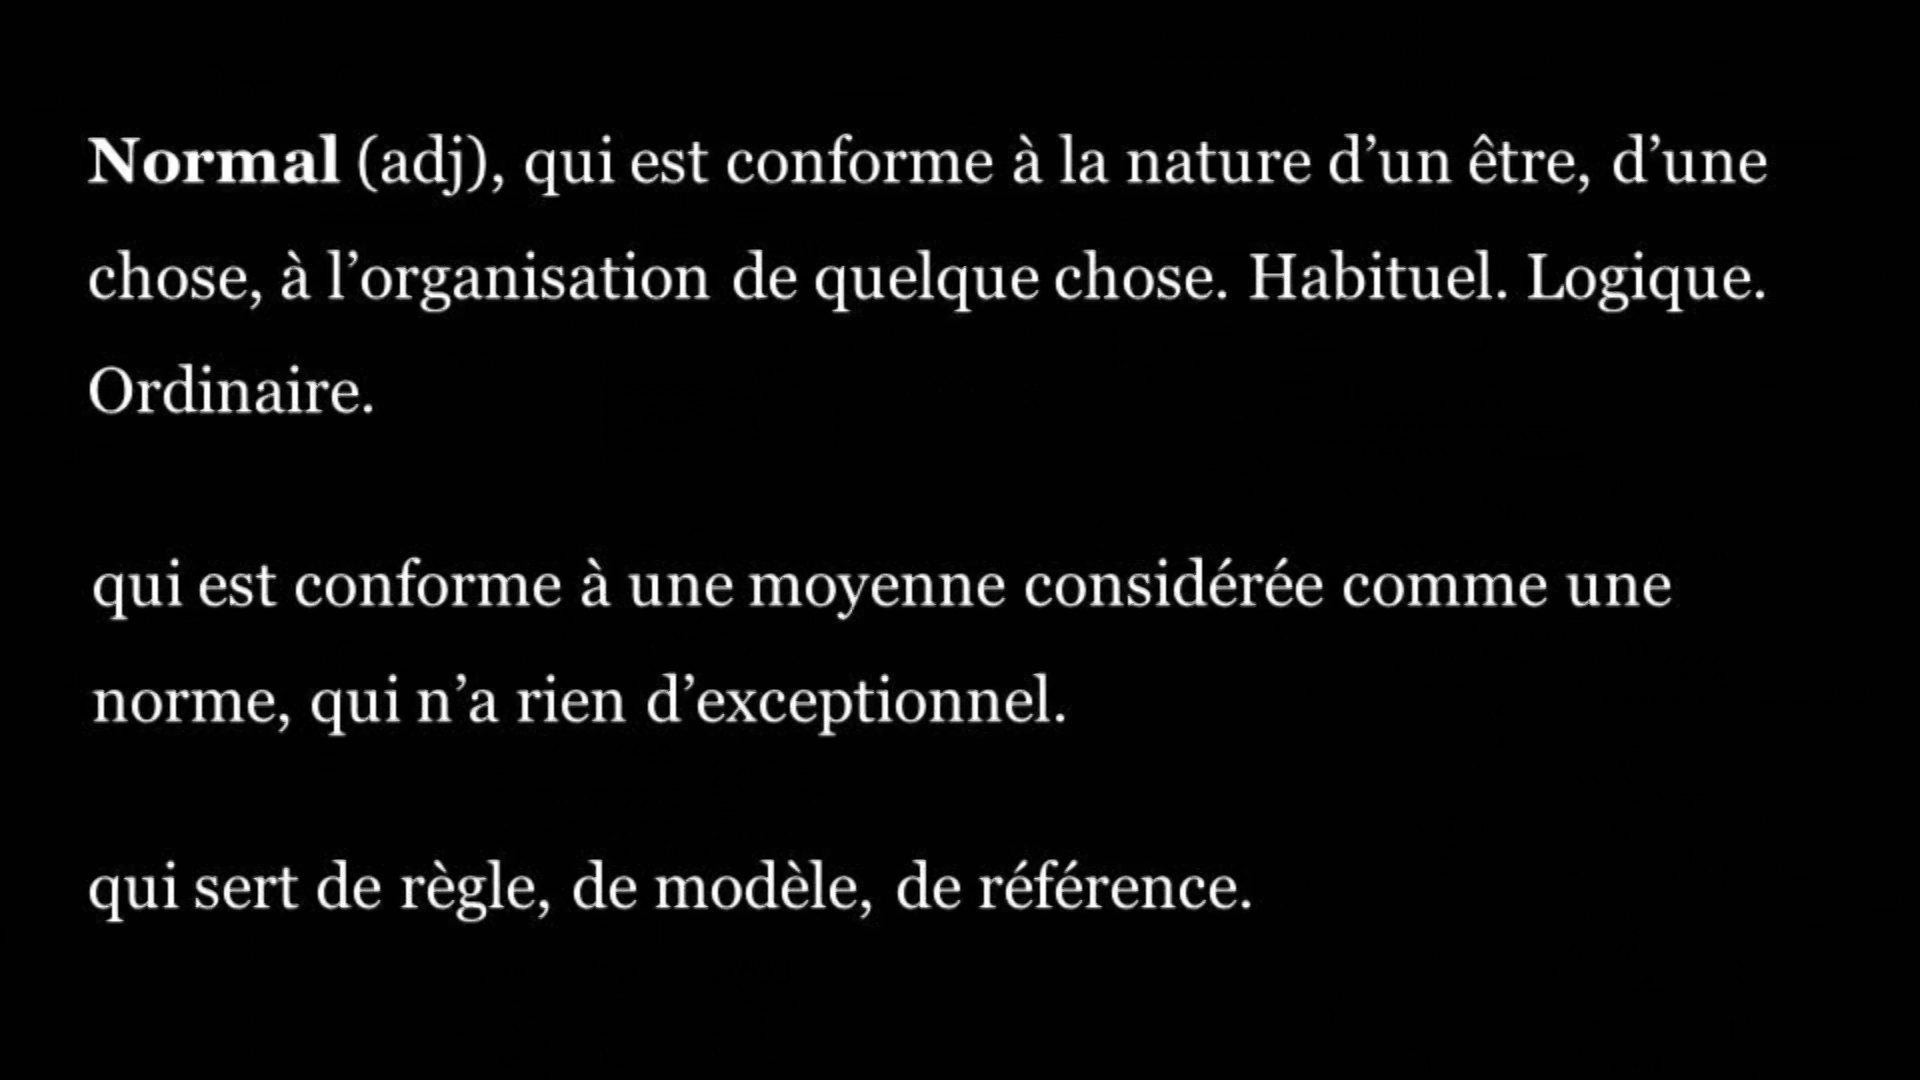 Normal (adj), qui est conforme à la nature d’un être, d’une
chose, à l’organisation de quelque chose. Habituel. Logique.
Ordinaire.
qui est conforme à une moyenne considérée comme une
norme, qui n’a rien d’exceptionnel.
qui sert de règle, de modèle, de référence.